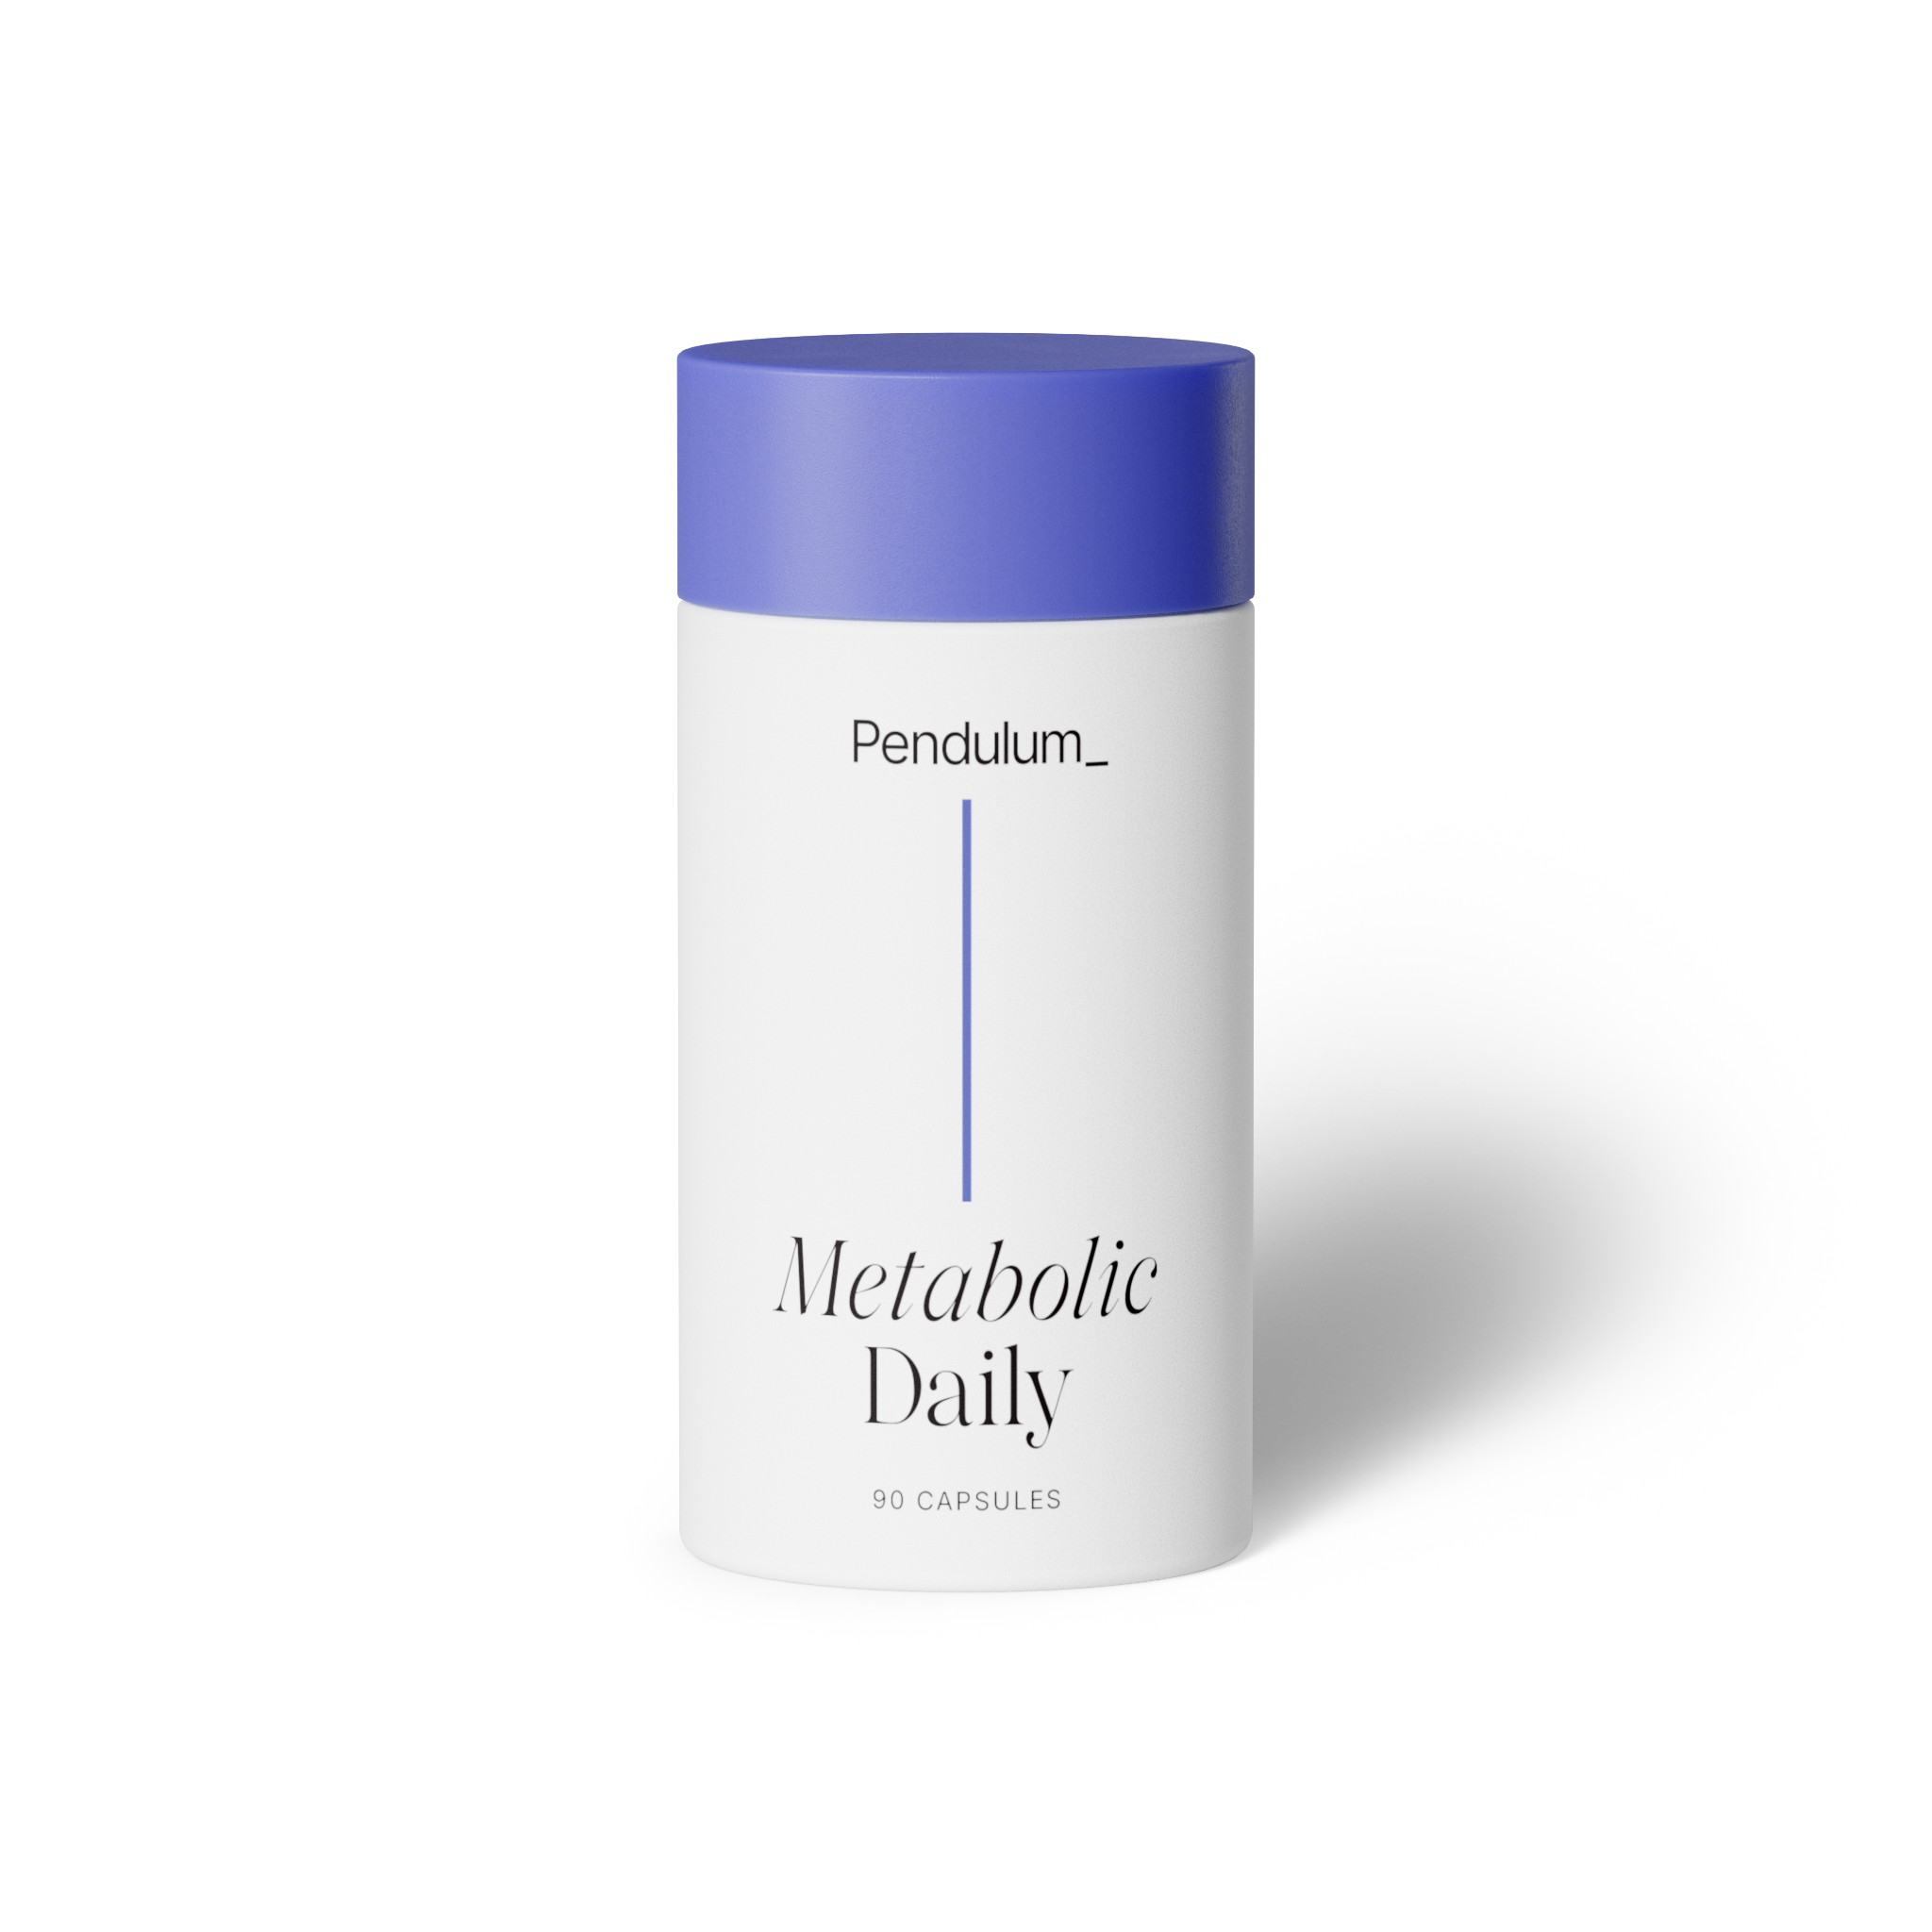 Pendulum_
Metabolic
Daily
90 CAPSULES